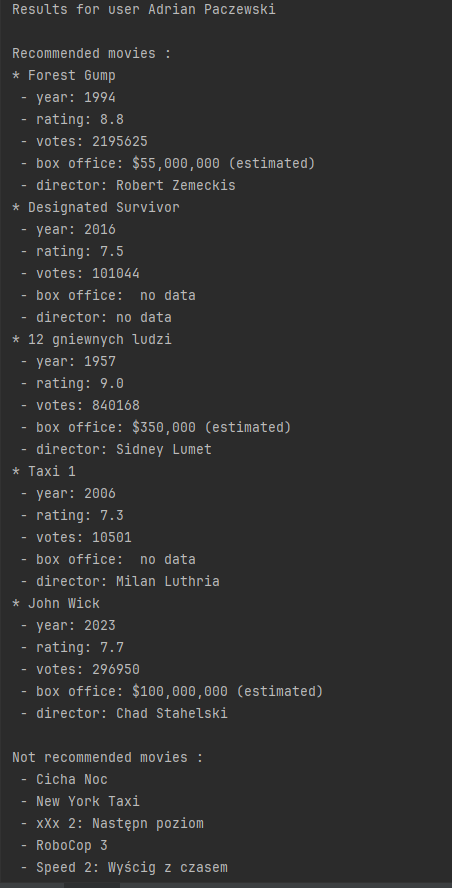 Results for user Adrian Paczewski
Recommended movies :
* Forest Gump
- year: 1994
- rating: 8.8
- votes: 2195625
- box office: $55,000,000 (estimated)
- director: Robert Zemeckis
* Designated Survivor
- year: 2016
- rating: 7.5
- votes: 101044
- box office:  no data
- director: no data
* 12 gniewnych ludzi
- year: 1957
- rating: 9.0
- votes: 840168
- box office: $350,000 (estimated)
- director: Sidney Lumet
* Taxi 1
- year: 2006
- rating: 7.3
- votes: 10501
- box office:  no data
- director: Milan Luthria
* John Wick
- year: 2023
- rating: 7.7
- votes: 296950
- box office: $100,000,000 (estimated)
- director: Chad Stahelski
Not recommended movies :
- Cicha Noc
- New York Taxi
- xXx 2: Następn poziom
- RoboCop 3
- Speed 2: Wyścig z czasem